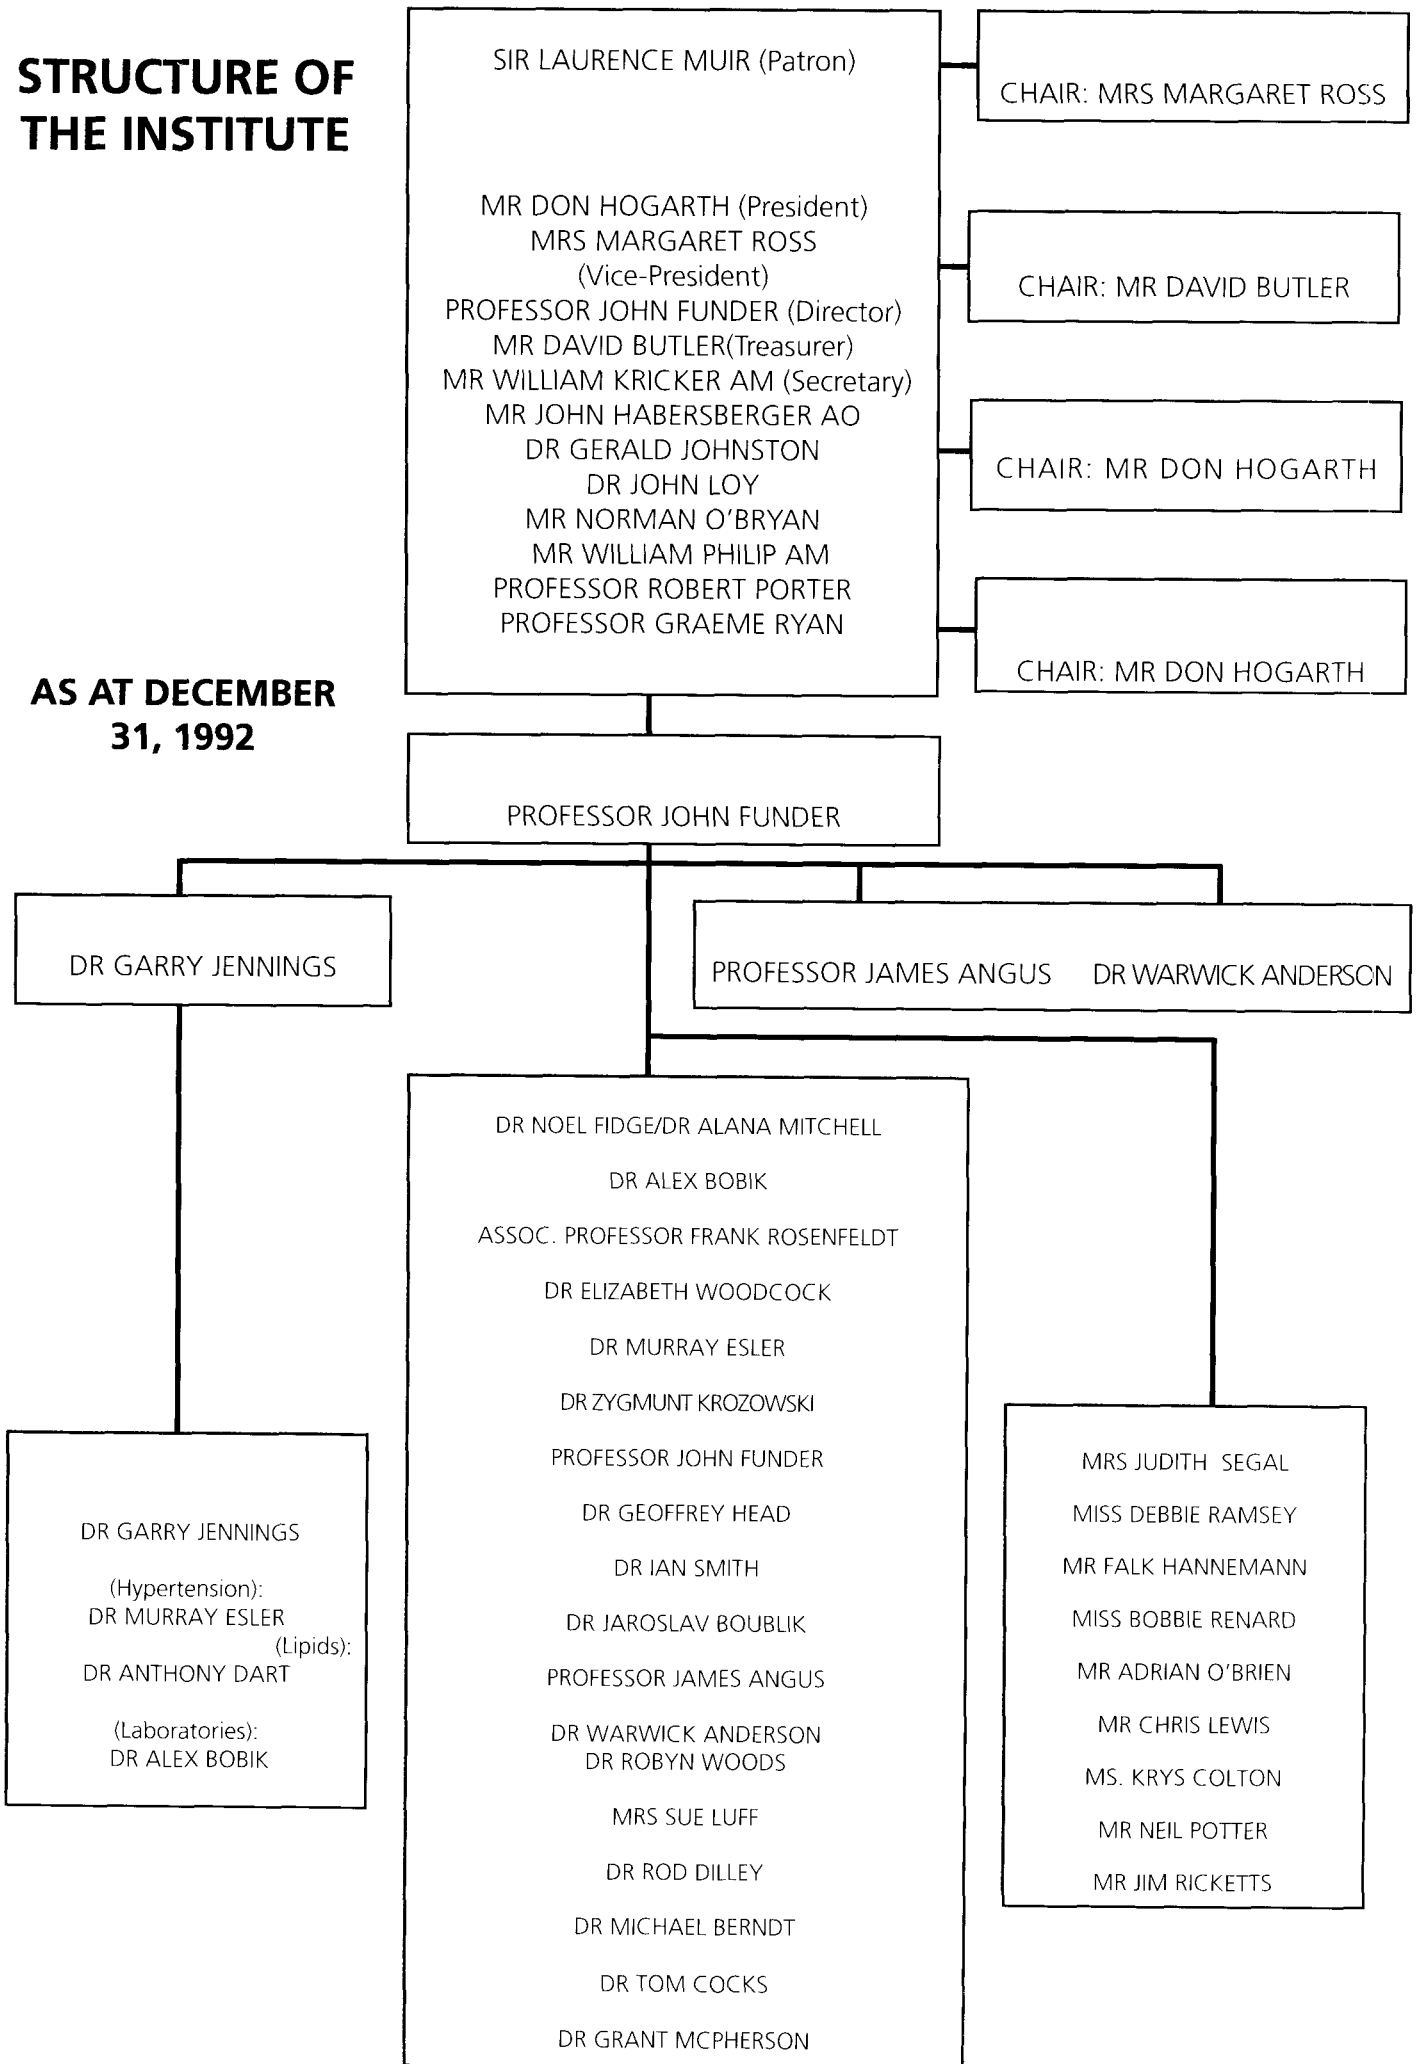 STRUCTURE OF
THE INSTITUTE
SIR LAURENCE MUIR (Patron)
MR DON HOGARTH (President)
MRS MARGARET ROSS
(Vice-President)
PROFESSOR JOHN FUNDER (Director)
MR DAVID BUTLER(Treasurer)
MR WILLIAM KRICKER AM (Secretary)
MR JOHN HABERSBERGER AO
DR GERALD JOHNSTON
DR JOHN LOY
MR NORMAN O'BRYAN
MR WILLIAM PHILIP AM
PROFESSOR ROBERT PORTER
PROFESSOR GRAEME RYAN
CHAIR: MRS MARGARET ROSS
CHAIR: MR DAVID BUTLER
CHAIR: MR DON HOGARTH
CHAIR: MR DON HOGARTH
AS AT DECEMBER
31, 1992
PROFESSOR JOHN FUNDER
DR GARRY JENNINGS
PROFESSOR JAMES ANGUS DR WARWICK ANDERSON
DR NOEL FIDGE/DR ALANA MITCHELL
DR ALEX BOBIK
ASSOC. PROFESSOR FRANK ROSENFELDT
DR ELIZABETH WOODCOCK
DR MURRAY ESLER
DR ZYGMUNT KROZOWSKI
PROFESSOR JOHN FUNDER
DR GEOFFREY HEAD
DR IAN SMITH
DR JAROSLAV BOUBLIK
PROFESSOR JAMES ANGUS
DR WARWICK ANDERSON
DR ROBYN WOODS
MRS SUE LUFF
DR ROD DILLEY
DR MICHAEL BERNDT
DR TOM COCKS
DR GRANT MCPHERSON
DR GARRY JENNINGS
(Hypertension):
DR MURRAY ESLER
(Lipids):
DR ANTHONY DART
(Laboratories):
DR ALEX BOBIK
MRS JUDITH SEGAL
MISS DEBBIE RAMSEY
MR FALK HANNEMANN
MISS BOBBIE RENARD
MR ADRIAN O'BRIEN
MR CHRIS LEWIS
MS. KRYS COLTON
MR NEIL POTTER
MR JIM RICKETTS